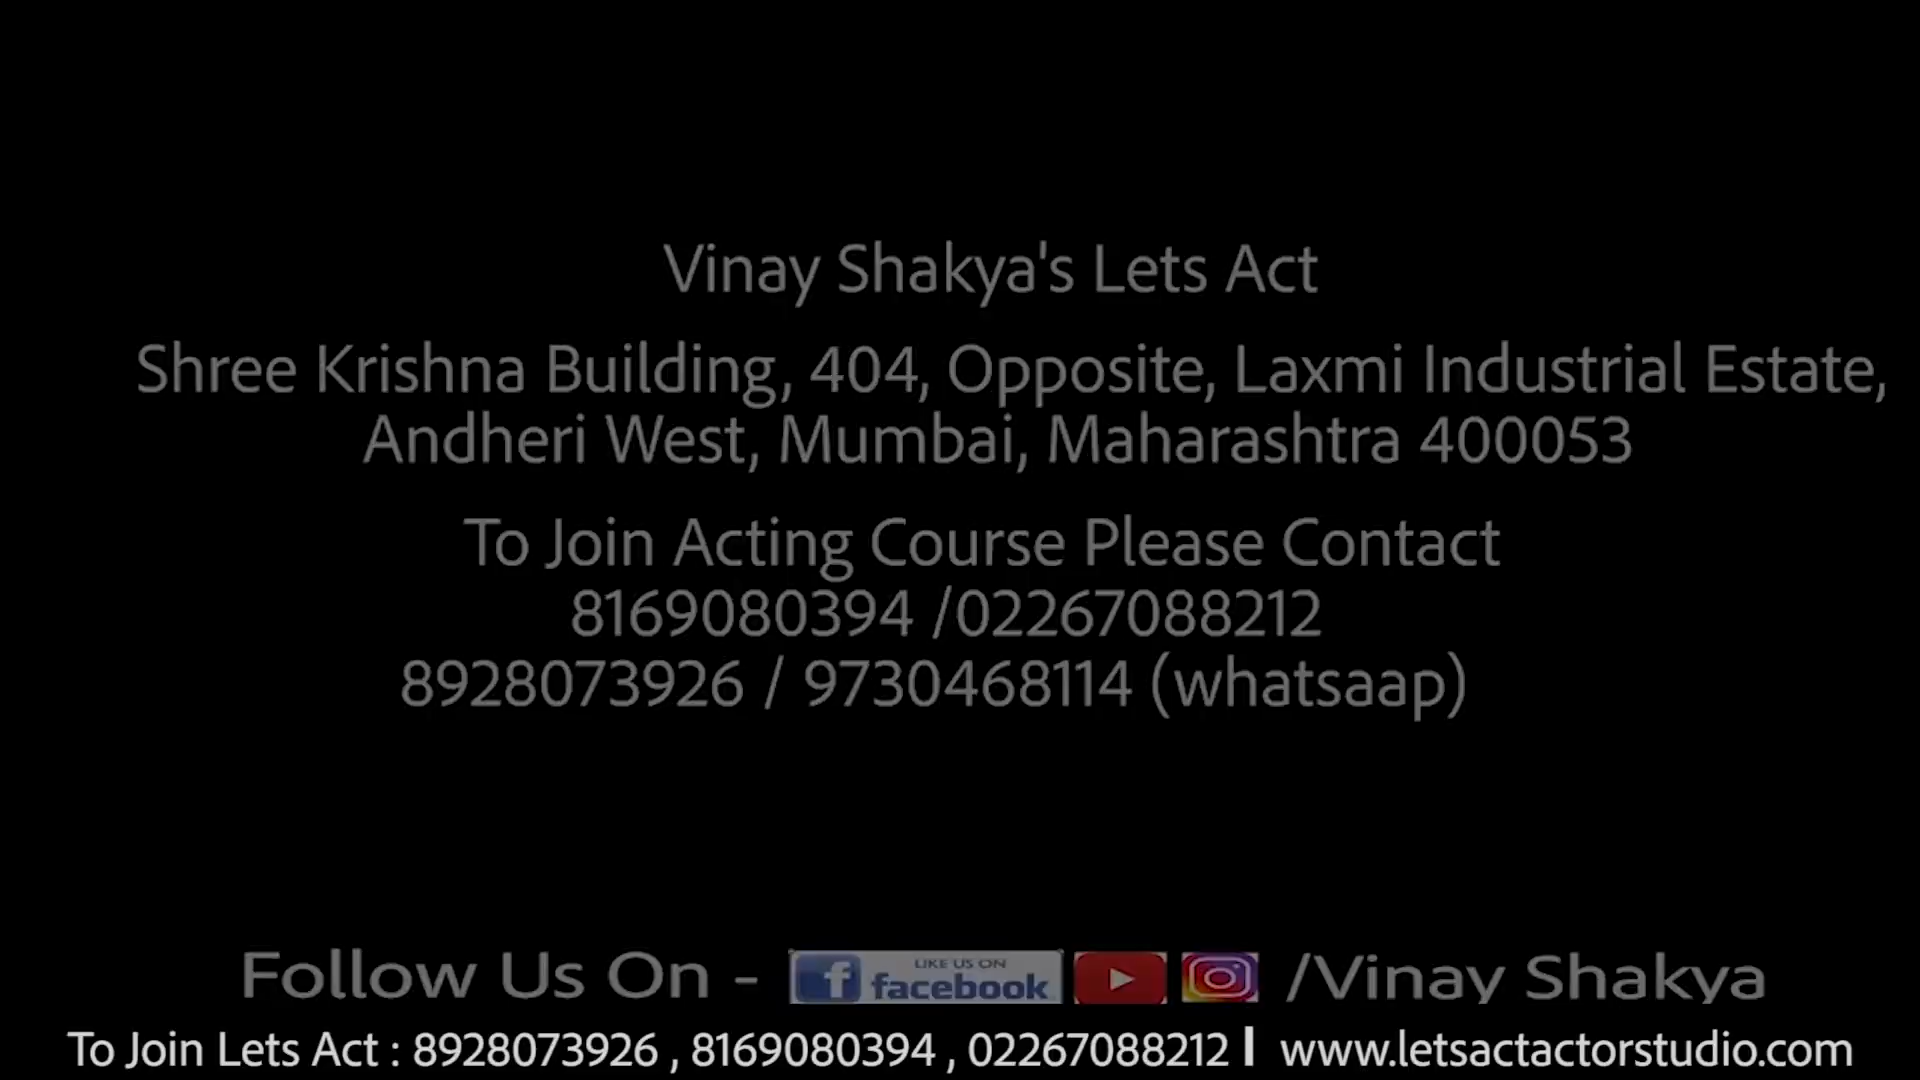 Vinay Shakya's Lets Act
Shree Krishna Building, 404, Opposite, Laxmi Industrial Estate,
Andheri West, Mumbai, Maharashtra 400053
To Join Acting Course Please Contact
8169080394 /02267088212
8928073926 / 9730468114 (whatsaap)
Follow Us On - f LIKE US ON facebook /Vinay Shakya
To Join Lets Act : 8928073926 , 8169080394 , 02267088212 | www.letsactactorstudio.com